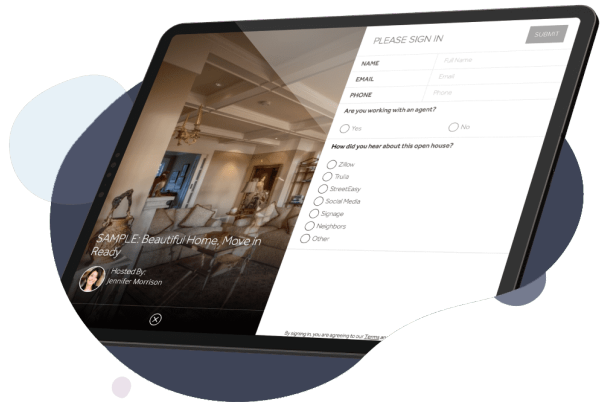 PLEASE SIGN IN
SUBMIT
NAME
Full Name
EMAIL
Email
PHONE
Phone
Are you working with an agent?
Yes
No
How did you hear about this open house?
Zillow
Trulia
StreetEasy
Social Media
Signage
Neighbors
Other
SAMPLE: Beautiful Home, Move in
Ready
Hosted By:
Jennifer Morrison
By signing in, you are agreeing to our Terms